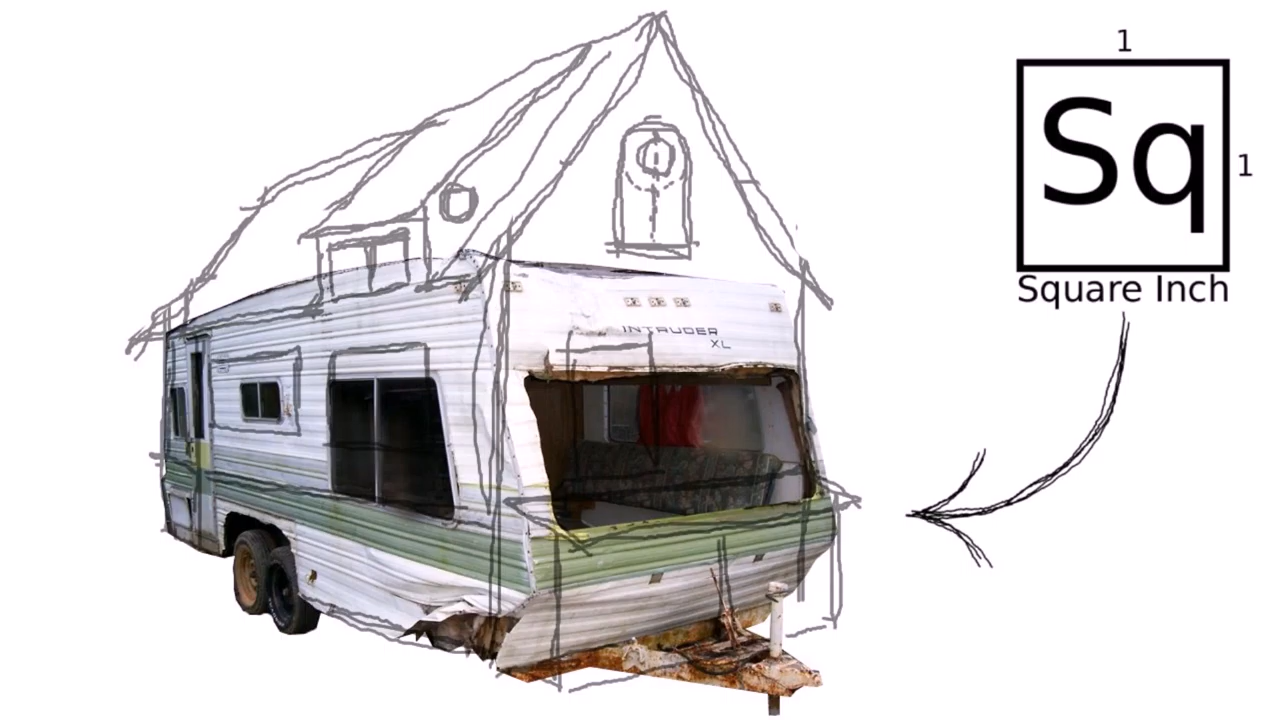 1
Sq
1
Square Inch
INTRUDER
XL